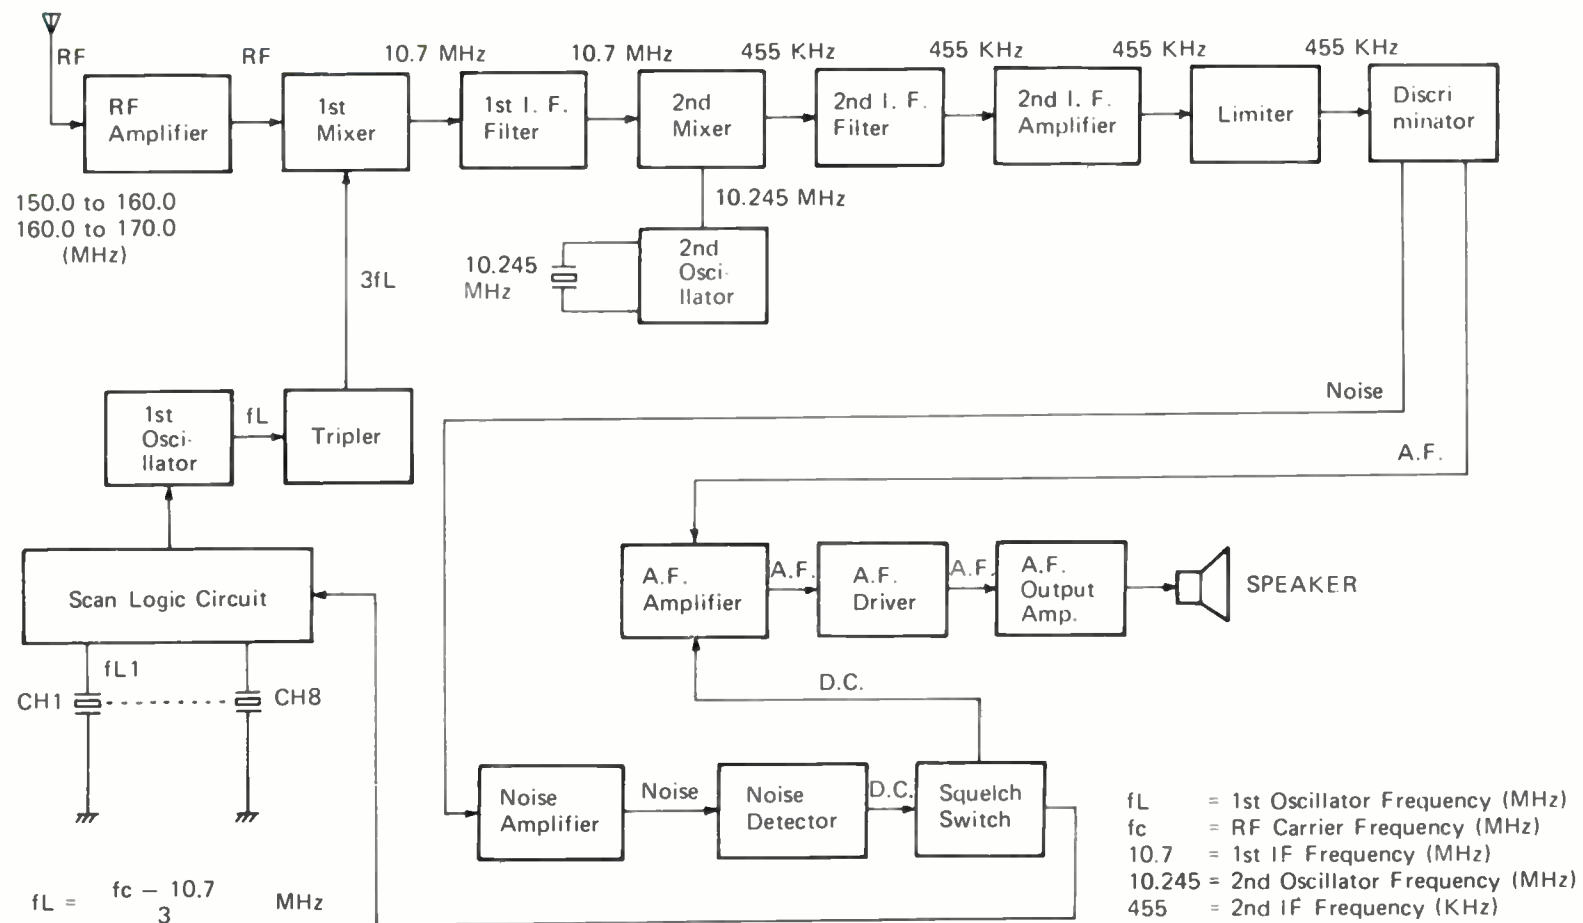 RF
RF
10.7 MHz
10.7 MHz
455 KHz
455 KHz
455 KHz
455 KHz
RF
Amplifier
1st
Mixer
1st I. F.
Filter
2nd
Mixer
2nd I. F.
Filter
2nd I. F.
Amplifier
Limiter
Discri
minator
150.0 to 160.0
160.0 to 170.0
(MHz)
10.245 MHz
3fL
10.245
MHz
2nd
Osci-
llator
1st
Osci-
llator
fL
Tripler
Noise
A.F.
Scan Logic Circuit
A.F.
Amplifier
A.F.
A.F.
Driver
A.F.
A.F.
Output
Amp.
SPEAKER
fL1
CH1
CH8
D.C.
Noise
Amplifier
Noise
Noise
Detector
D.C.
Squelch
Switch
fL = fc – 10.7 MHz
3
fL = 1st Oscillator Frequency (MHz)
fc = RF Carrier Frequency (MHz)
10.7 = 1st IF Frequency (MHz)
10.245 = 2nd Oscillator Frequency (MHz)
455 = 2nd IF Frequency (KHz)